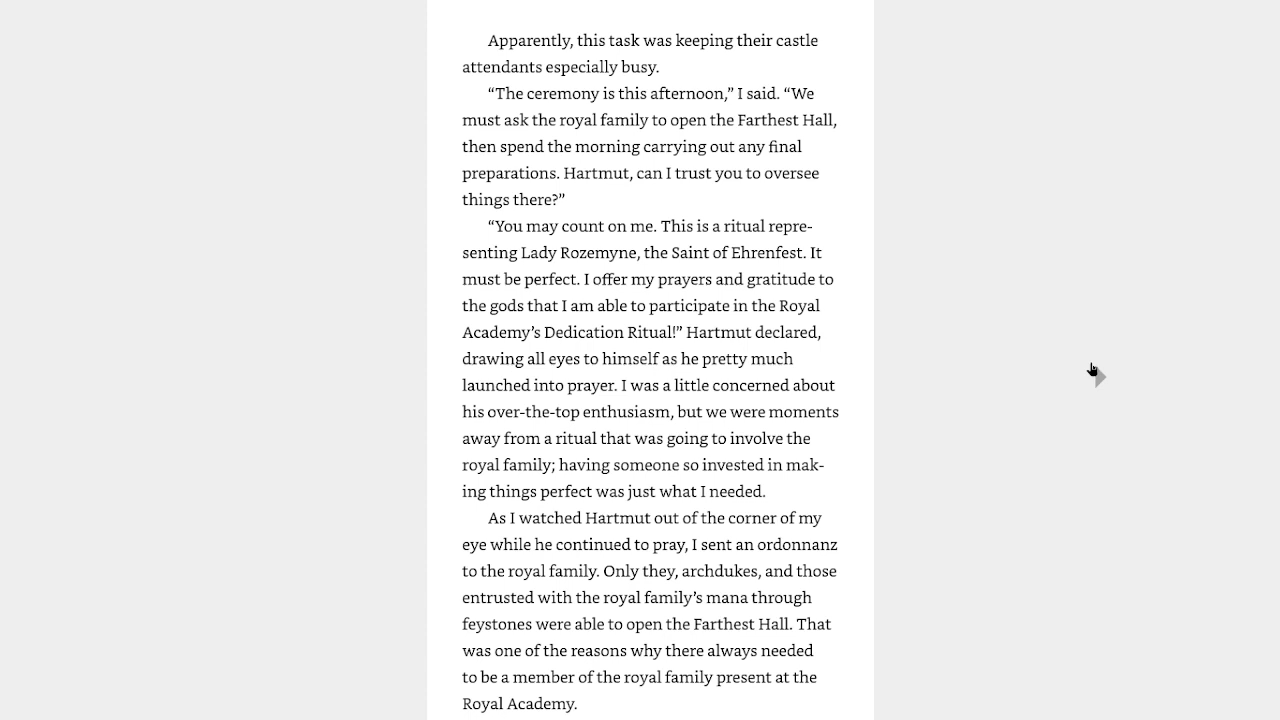 Apparently, this task was keeping their castle
attendants especially busy.
“The ceremony is this afternoon,” I said. “We
must ask the royal family to open the Farthest Hall,
then spend the morning carrying out any final
preparations. Hartmut, can I trust you to oversee
things there?”
“You may count on me. This is a ritual repre-
senting Lady Rozemyne, the Saint of Ehrenfest. It
must be perfect. I offer my prayers and gratitude to
the gods that I am able to participate in the Royal
Academy’s Dedication Ritual!” Hartmut declared,
drawing all eyes to himself as he pretty much
launched into prayer. I was a little concerned about
his over-the-top enthusiasm, but we were moments
away from a ritual that was going to involve the
royal family; having someone so invested in mak-
ing things perfect was just what I needed.
As I watched Hartmut out of the corner of my
eye while he continued to pray, I sent an ordonnanz
to the royal family. Only they, archdukes, and those
entrusted with the royal family’s mana through
feystones were able to open the Farthest Hall. That
was one of the reasons why there always needed
to be a member of the royal family present at the
Royal Academy.